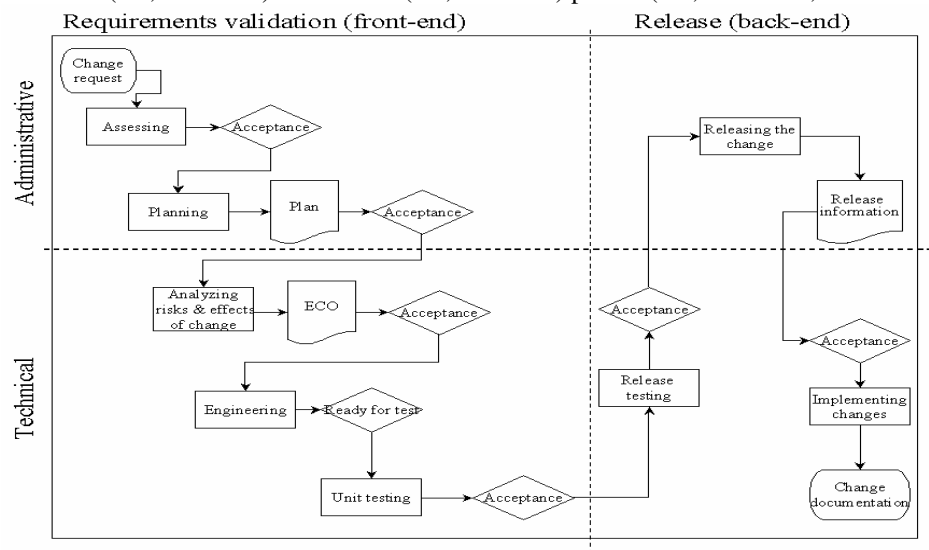 Requirements validation (front-end)
Release (back-end)
Administrative
Change
request
Assessing
Acceptance
Planning
Plan
Acceptance
Releasing the
change
Release
information
Technical
Analyzing
risks & effects
of change
ECO
Acceptance
Engineering
Ready for test
Unit testing
Acceptance
Acceptance
Release
testing
Acceptance
Implementing
changes
Change
documentation